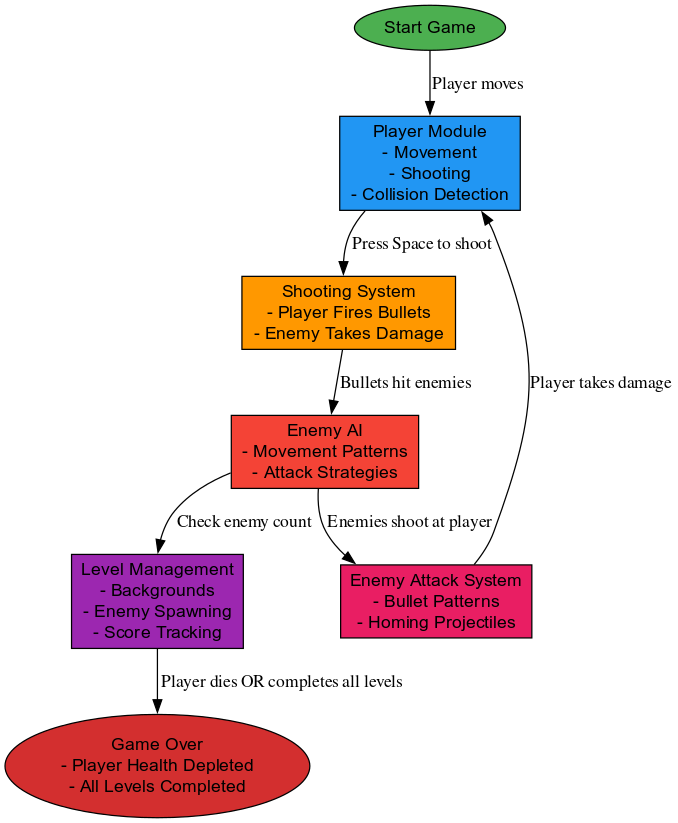 Start Game
Player moves
Player Module
- Movement
- Shooting
- Collision Detection
Press Space to shoot
Shooting System
- Player Fires Bullets
- Enemy Takes Damage
Bullets hit enemies
Player takes damage
Enemy AI
- Movement Patterns
- Attack Strategies
Check enemy count
Enemies shoot at player
Level Management
- Backgrounds
- Enemy Spawning
- Score Tracking
Enemy Attack System
- Bullet Patterns
- Homing Projectiles
Player dies OR completes all levels
Game Over
- Player Health Depleted
- All Levels Completed